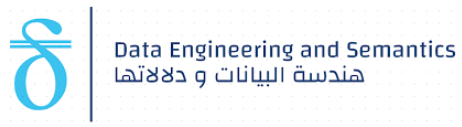 Data Engineering and Semantics
هندسة البيانات و دلالاتها